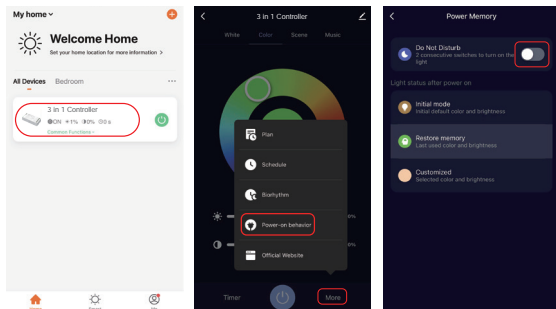 My home
Welcome Home
Set your home location for more information >
All Devices Bedroom
3 in 1 Controller
ON 1% 0% 0 s
Common Functions
3 in 1 Controller
White Color Scene Music
Plan
Schedule
Biorhythm
Power-on behavior
Official Website
Timer More
Power Memory
Do Not Disturb
2 consecutive switches to turn on the
light
Light status after power on
Initial mode
Initial default color and brightness
Restore memory
Last used color and brightness
Customized
Selected color and brightness